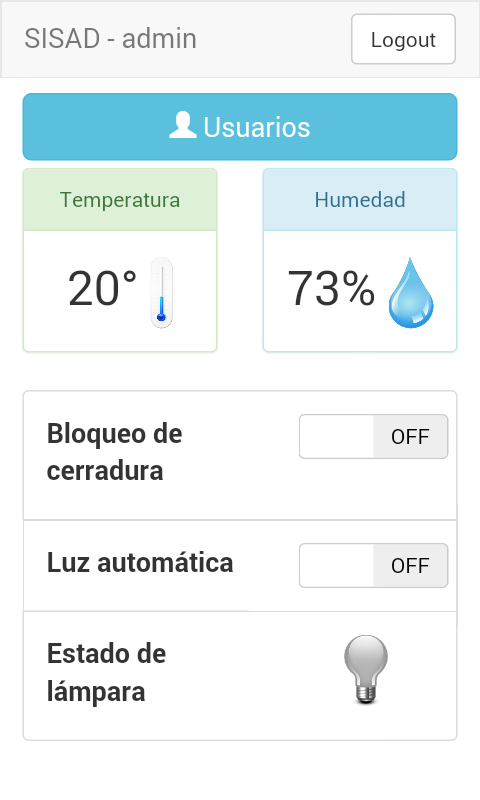 SISAD - admin
Logout
Usuarios
Temperatura
Humedad
20°
73%
Bloqueo de
cerradura
OFF
Luz automática
OFF
Estado de
lámpara